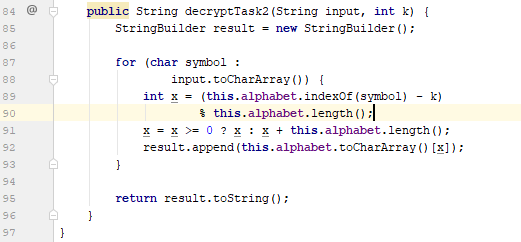 84 @ public String decryptTask2(String input, int k) {
85 StringBuilder result = new StringBuilder();
86
87 for (char symbol :
88 input.toCharArray()) {
89 int x = (this.alphabet.indexOf(symbol) - k)
90 % this.alphabet.length();
91 x = x >= 0 ? x : x + this.alphabet.length();
92 result.append(this.alphabet.toCharArray()[x]);
93 }
94
95 return result.toString();
96 }
97 }